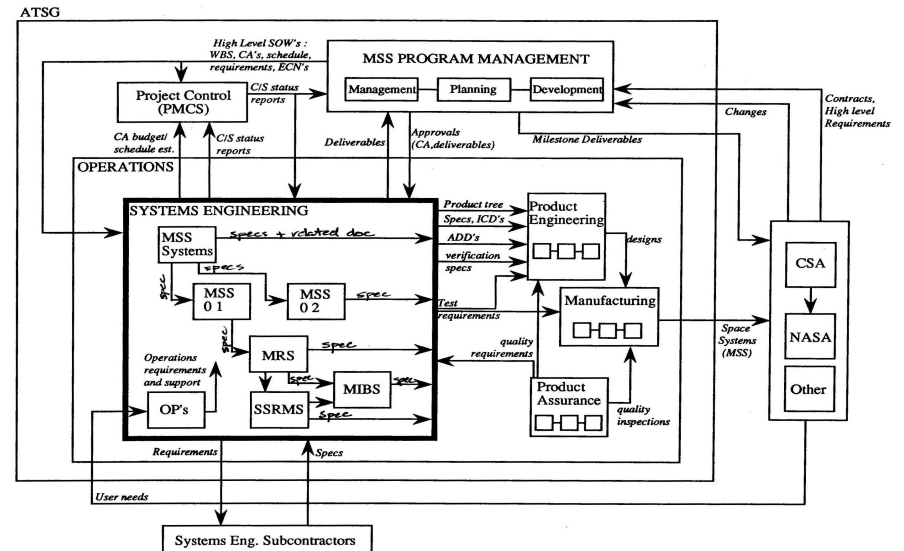 ATSG
High Level SOW's :
WBS, CA's, schedule,
requirements, ECN's
MSS PROGRAM MANAGEMENT
Management
Planning
Development
Project Control
(PMCS)
C/S status
reports
Changes
Contracts,
High level
Requirements
CA budget/
schedule est.
C/S status
reports
Deliverables
Approvals
(CA,deliverables)
Milestone Deliverables
OPERATIONS
SYSTEMS ENGINEERING
MSS
Systems
specs + related doc
spec
specs
MSS
0 1
MSS
0 2
spec
spec
MRS
spec
spec
MIBS
spec
SSRMS
spec
Operations
requirements
and support
OP's
Product tree
Specs, ICD's
ADD's
verification
specs
Test
requirements
Product
Engineering
designs
Manufacturing
quality
requirements
Product
Assurance
quality
inspections
Space
Systems
(MSS)
CSA
NASA
Other
Requirements
Specs
User needs
Systems Eng. Subcontractors